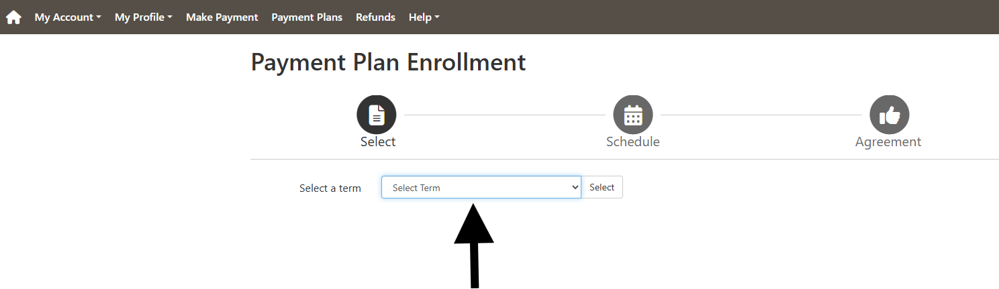 My Account My Profile Make Payment Payment Plans Refunds Help
Payment Plan Enrollment
Select Schedule Agreement
Select a term Select Term Select